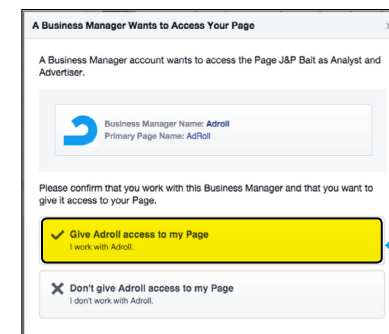 A Business Manager Wants to Access Your Page
A Business Manager account wants to access the Page J&P Bait as Analyst and
Advertiser.
Business Manager Name: Adroll
Primary Page Name: AdRoll
Please confirm that you work with this Business Manager and that you want to
give it access to your Page.
Give Adroll access to my Page
I work with Adroll.
Don't give Adroll access to my Page
I don't work with Adroll.